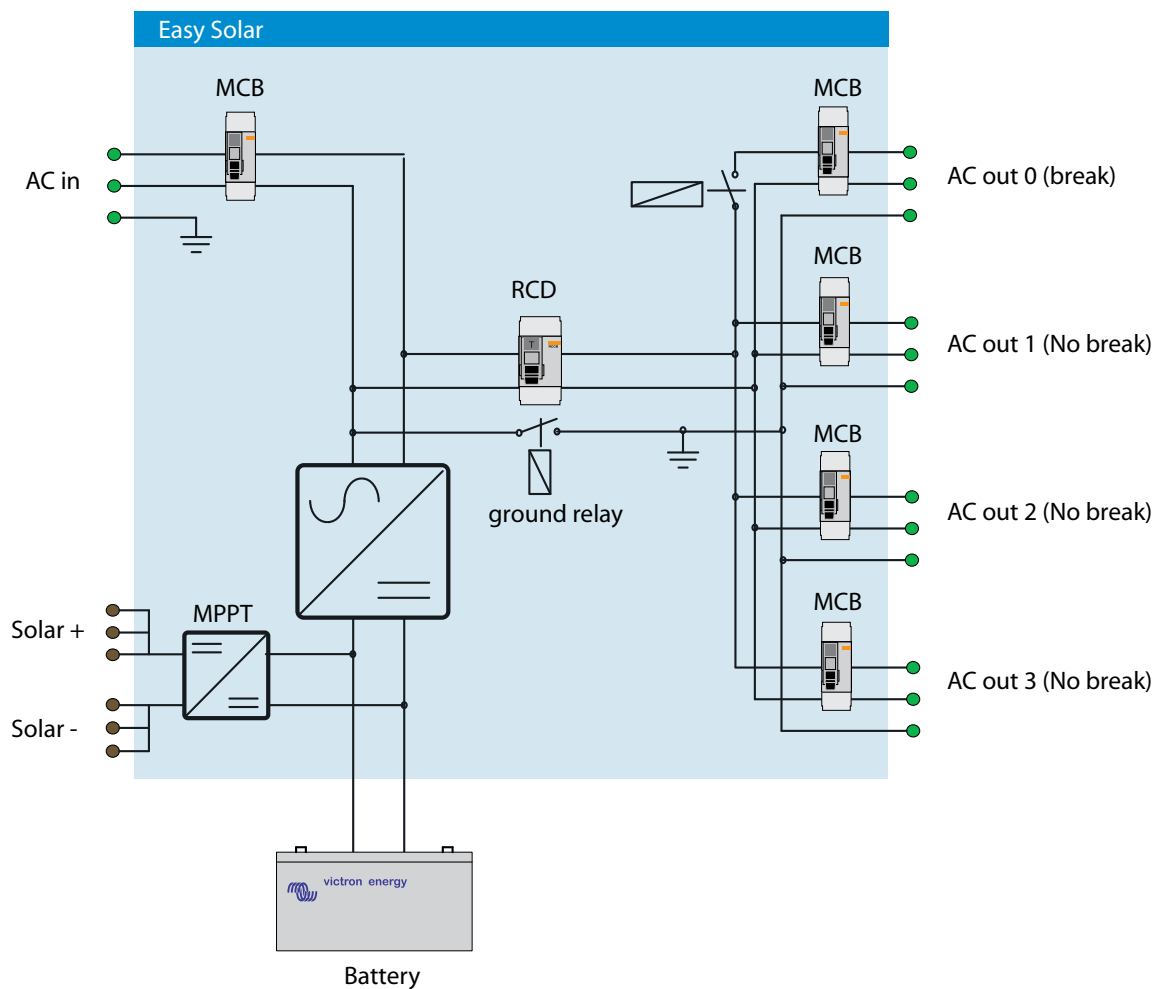 Easy Solar
MCB
MCB
AC in
AC out 0 (break)
MCB
RCD
T
AC out 1 (No break)
MCB
ground relay
AC out 2 (No break)
MCB
MPPT
Solar +
AC out 3 (No break)
Solar -
victron energy
Battery